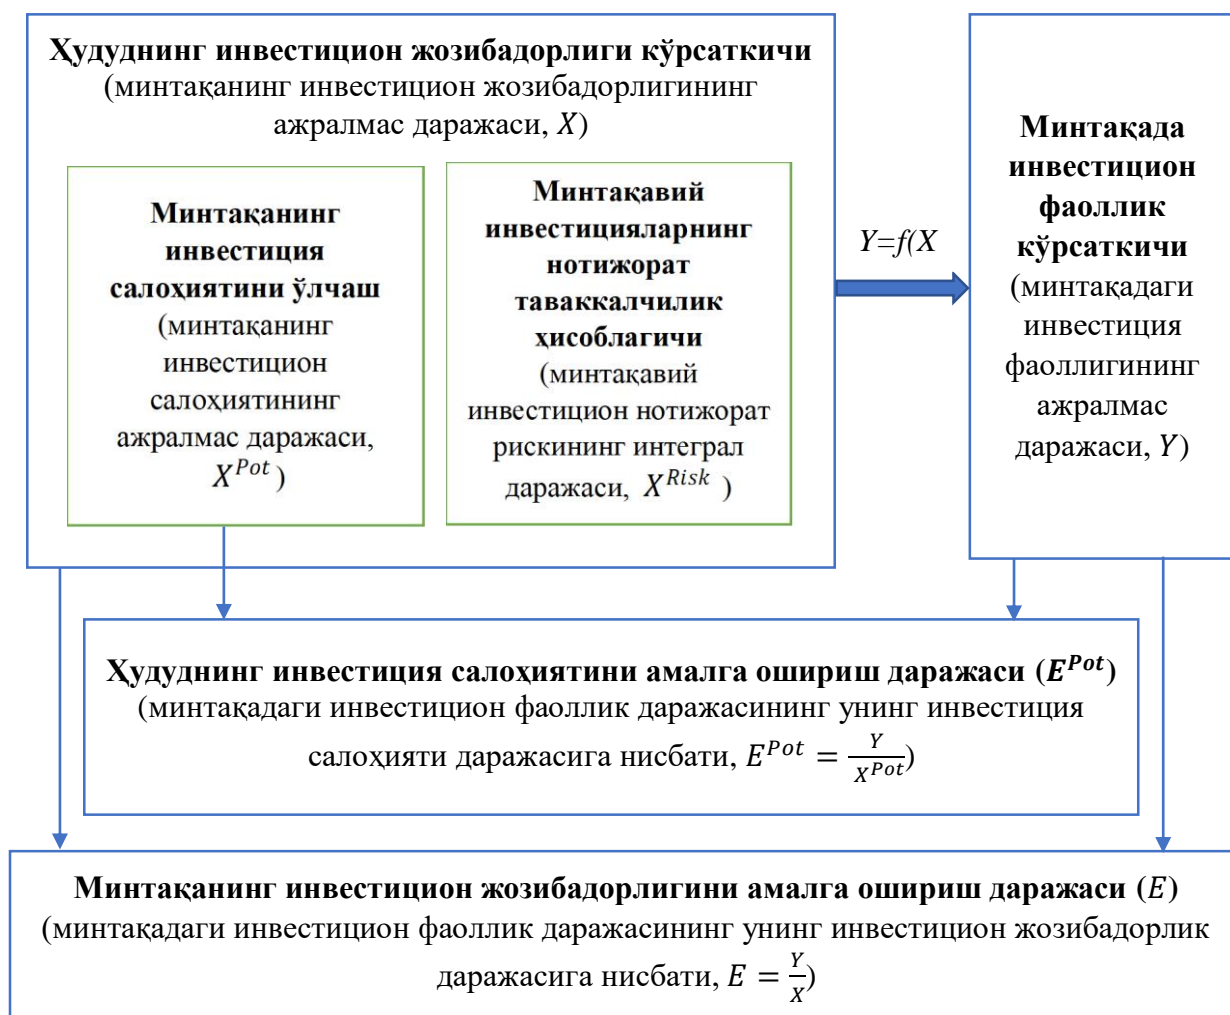 Ҳудуднинг инвестицион жозибадорлиги кўрсаткичи
(минтақанинг инвестицион жозибадорлигининг
ажралмас даражаси, X)
Минтақанинг
инвестиция
салоҳиятини ўлчаш
(минтақанинг
инвестицион
салоҳиятининг
ажралмас даражаси,
X^{Pot})
Минтақавий
инвестицияларнинг
нотижорат
таваккалчилик
ҳисоблагичи
(минтақавий
инвестицион нотижорат
рискининг интеграл
даражаси, X^{Risk} )
Y=f(X
Минтақада
инвестицион
фаоллик
кўрсаткичи
(минтақадаги
инвестиция
фаоллигининг
ажралмас
даражаси, Y)
Ҳудуднинг инвестиция салоҳиятини амалга ошириш даражаси (E^{Pot})
(минтақадаги инвестицион фаоллик даражасининг унинг инвестиция
салоҳияти даражасига нисбати, E^{Pot} = \frac{Y}{X^{Pot}})
Минтақанинг инвестицион жозибадорлигини амалга ошириш даражаси (E)
(минтақадаги инвестицион фаоллик даражасининг унинг инвестицион жозибадорлик
даражасига нисбати, E = \frac{Y}{X})